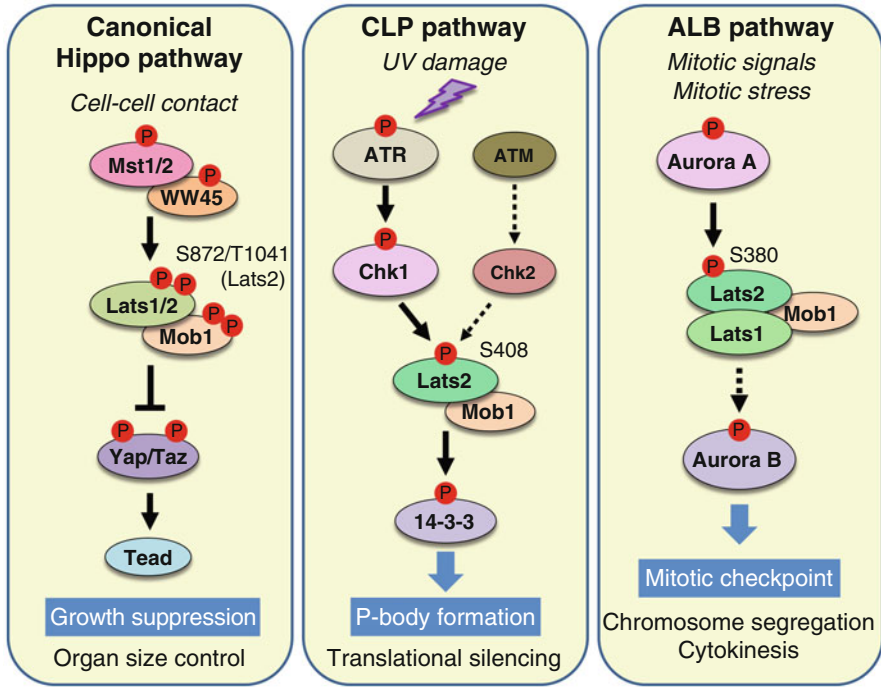 Canonical
Hippo pathway
Cell-cell contact
P
Mst1/2
P
WW45
S872/T1041
(Lats2)
P
P
Lats1/2
P
P
Mob1
P
P
Yap/Taz
Tead
Growth suppression
Organ size control
CLP pathway
UV damage
P
ATR
ATM
P
Chk1
Chk2
P
S408
Lats2
Mob1
P
14-3-3
P-body formation
Translational silencing
ALB pathway
Mitotic signals
Mitotic stress
P
Aurora A
P
S380
Lats2
Mob1
Lats1
P
Aurora B
Mitotic checkpoint
Chromosome segregation
Cytokinesis